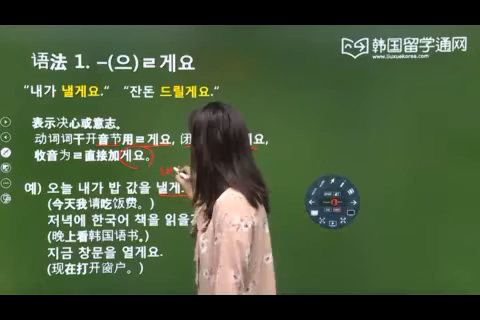 韩国留学通网
www.liuxuekorea.com
语法 1. –(으)ㄹ게요
“내가 낼게요.” “잔돈 드릴게요.”
表示决心或意志。
动词词干开音节用ㄹ게요, 闭 요,
收音为ㄹ直接加게요。
예) 오늘 내가 밥 값을 낼게.
(今天我请吃饭费。)
저녁에 한국어 책을 읽을
(晚上看韩国语书。)
지금 창문을 열게요.
(现在打开窗户。)